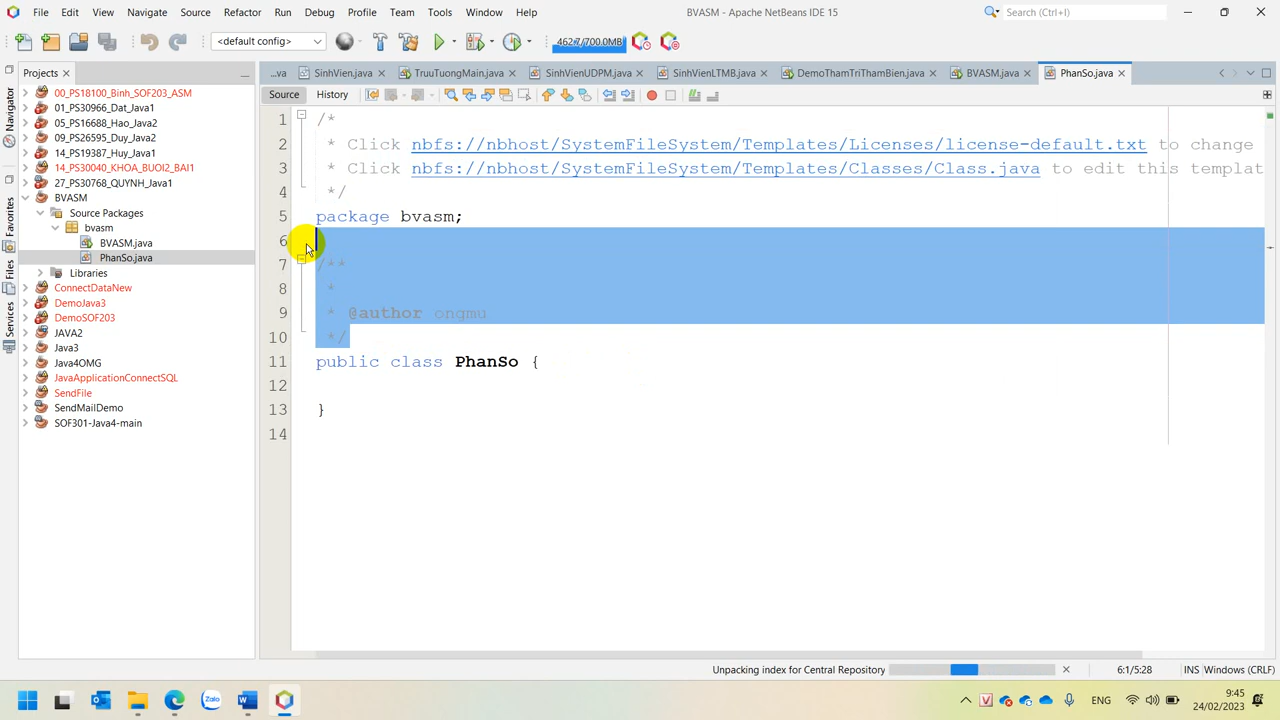 File Edit View Navigate Source Refactor Run Debug Profile Team Tools Window Help
BVASM - Apache NetBeans IDE 15
Search (Ctrl+I)
<default config>
462.7/700.0MB
Projects
...va
SinhVien.java
TruuTuongMain.java
SinhVienUDPM.java
SinhVienLTMB.java
DemoThamTriThamBien.java
BVASM.java
PhanSo.java
Source History
Navigator
Favorites
Files
Services
00_PS18100_Binh_SOF203_ASM
01_PS30966_Dat_Java1
05_PS16688_Hao_Java2
09_PS26595_Duy_Java2
14_PS19387_Huy_Java1
14_PS30040_KHOA_BUOI2_BAI1
27_PS30768_QUYNH_Java1
BVASM
Source Packages
bvasm
BVASM.java
PhanSo.java
Libraries
ConnectDataNew
DemoJava3
DemoSOF203
JAVA2
Java3
Java4OMG
JavaApplicationConnectSQL
SendFile
SendMailDemo
SOF301-Java4-main
1 /*
2 * Click nbfs://nbhost/SystemFileSystem/Templates/Licenses/license-default.txt to change
3 * Click nbfs://nbhost/SystemFileSystem/Templates/Classes/Class.java to edit this templat
4 */
5 package bvasm;
6
7 /**
8 *
9 * @author ongmu
10 */
11 public class PhanSo {
12
13 }
14
Unpacking index for Central Repository
6:1/5:28
INS
Windows (CRLF)
Zalo
ENG
9:45
24/02/2023